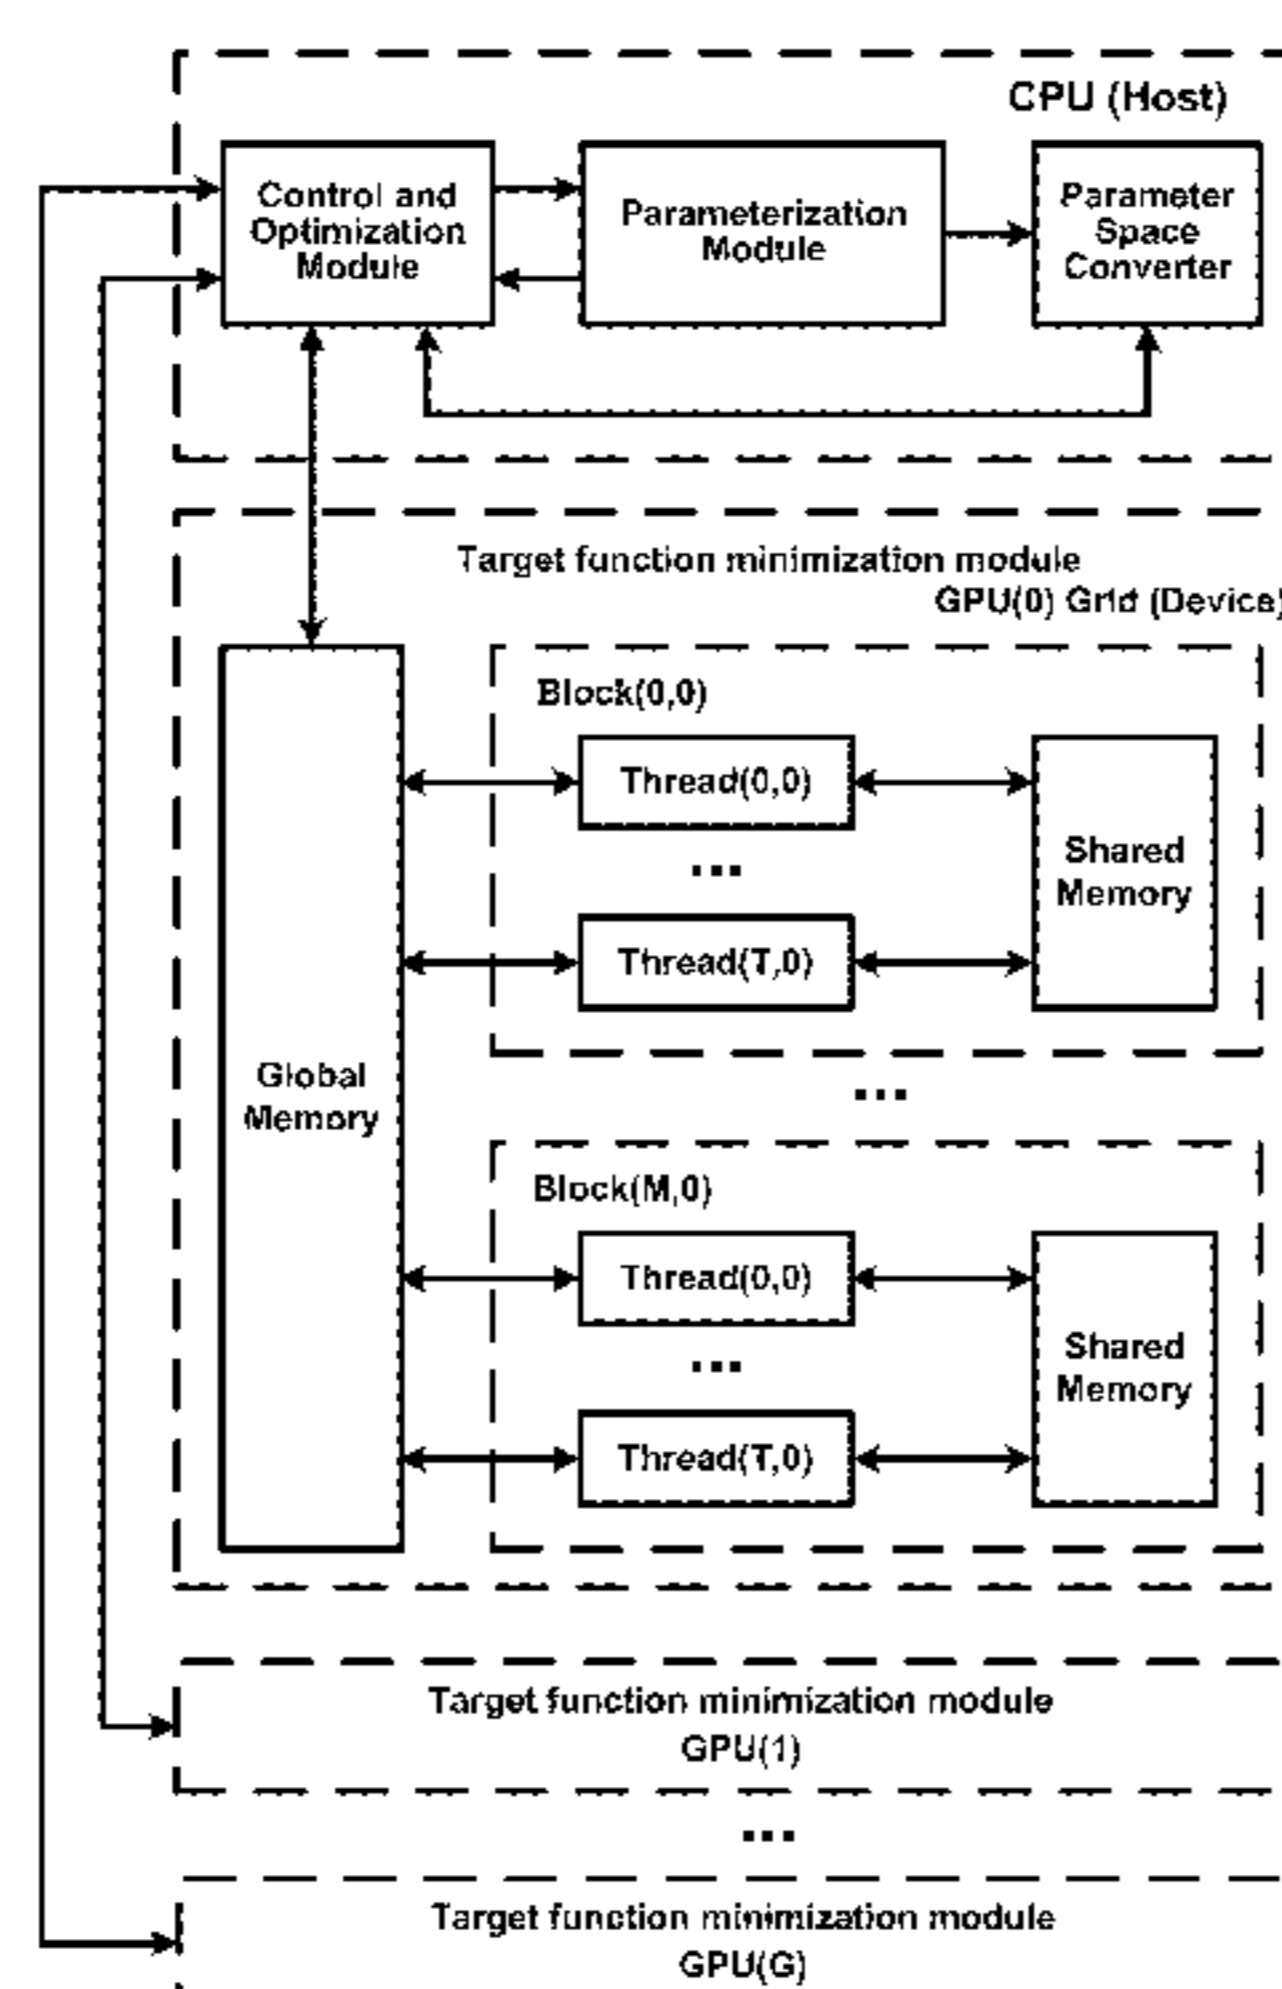 CPU (Host)
Control and
Optimization
Module
Parameterization
Module
Parameter
Space
Converter
Target function minimization module
GPU(0) Grid (Device)
Block(0,0)
Thread(0,0)
...
Thread(T,0)
Shared
Memory
Global
Memory
...
Block(M,0)
Thread(0,0)
...
Thread(T,0)
Shared
Memory
Target function minimization module
GPU(1)
...
Target function minimization module
GPU(G)